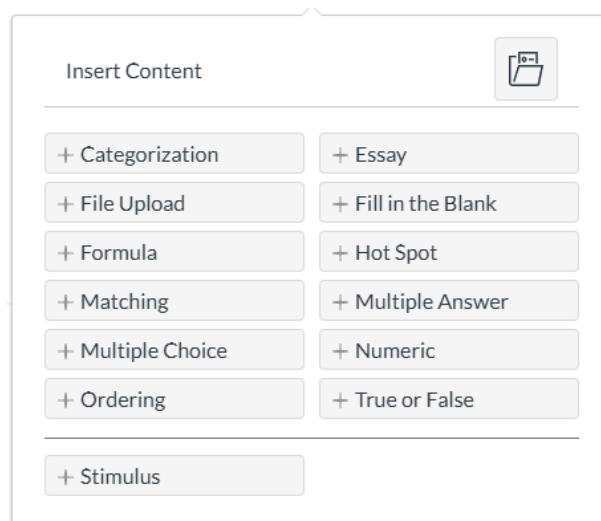 Insert Content
+ Categorization
+ Essay
+ File Upload
+ Fill in the Blank
+ Formula
+ Hot Spot
+ Matching
+ Multiple Answer
+ Multiple Choice
+ Numeric
+ Ordering
+ True or False
+ Stimulus